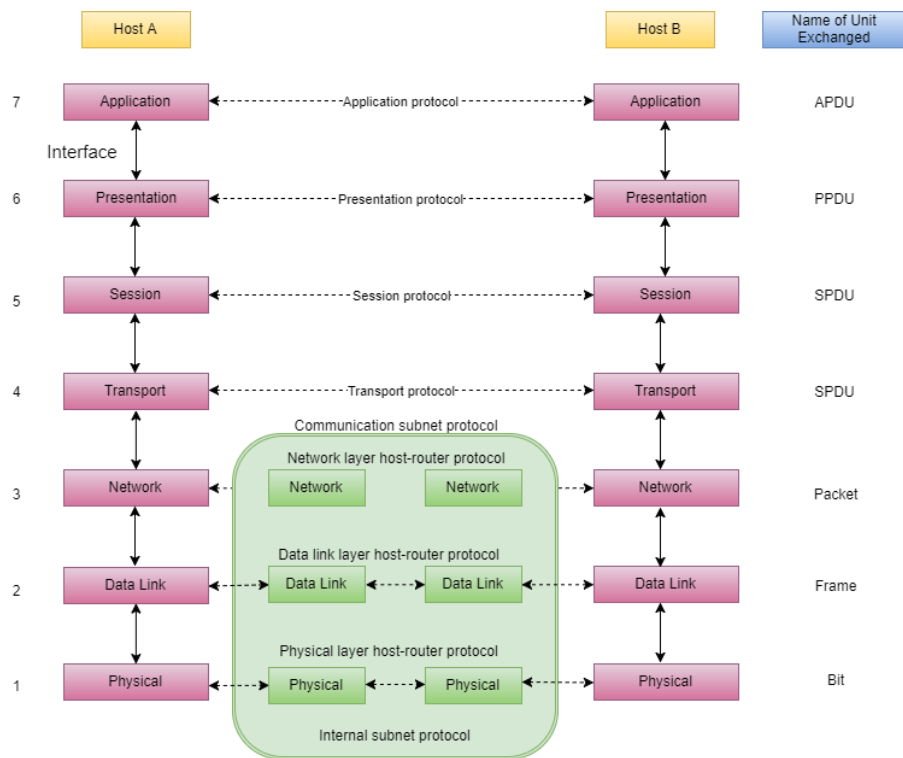 Host A
Host B
Name of Unit
Exchanged
7
Application
Application protocol
Application
APDU
Interface
6
Presentation
Presentation protocol
Presentation
PPDU
5
Session
Session protocol
Session
SPDU
4
Transport
Transport protocol
Transport
SPDU
Communication subnet protocol
Network layer host-router protocol
3
Network
Network
Network
Network
Packet
Data link layer host-router protocol
2
Data Link
Data Link
Data Link
Data Link
Frame
Physical layer host-router protocol
1
Physical
Physical
Physical
Physical
Bit
Internal subnet protocol